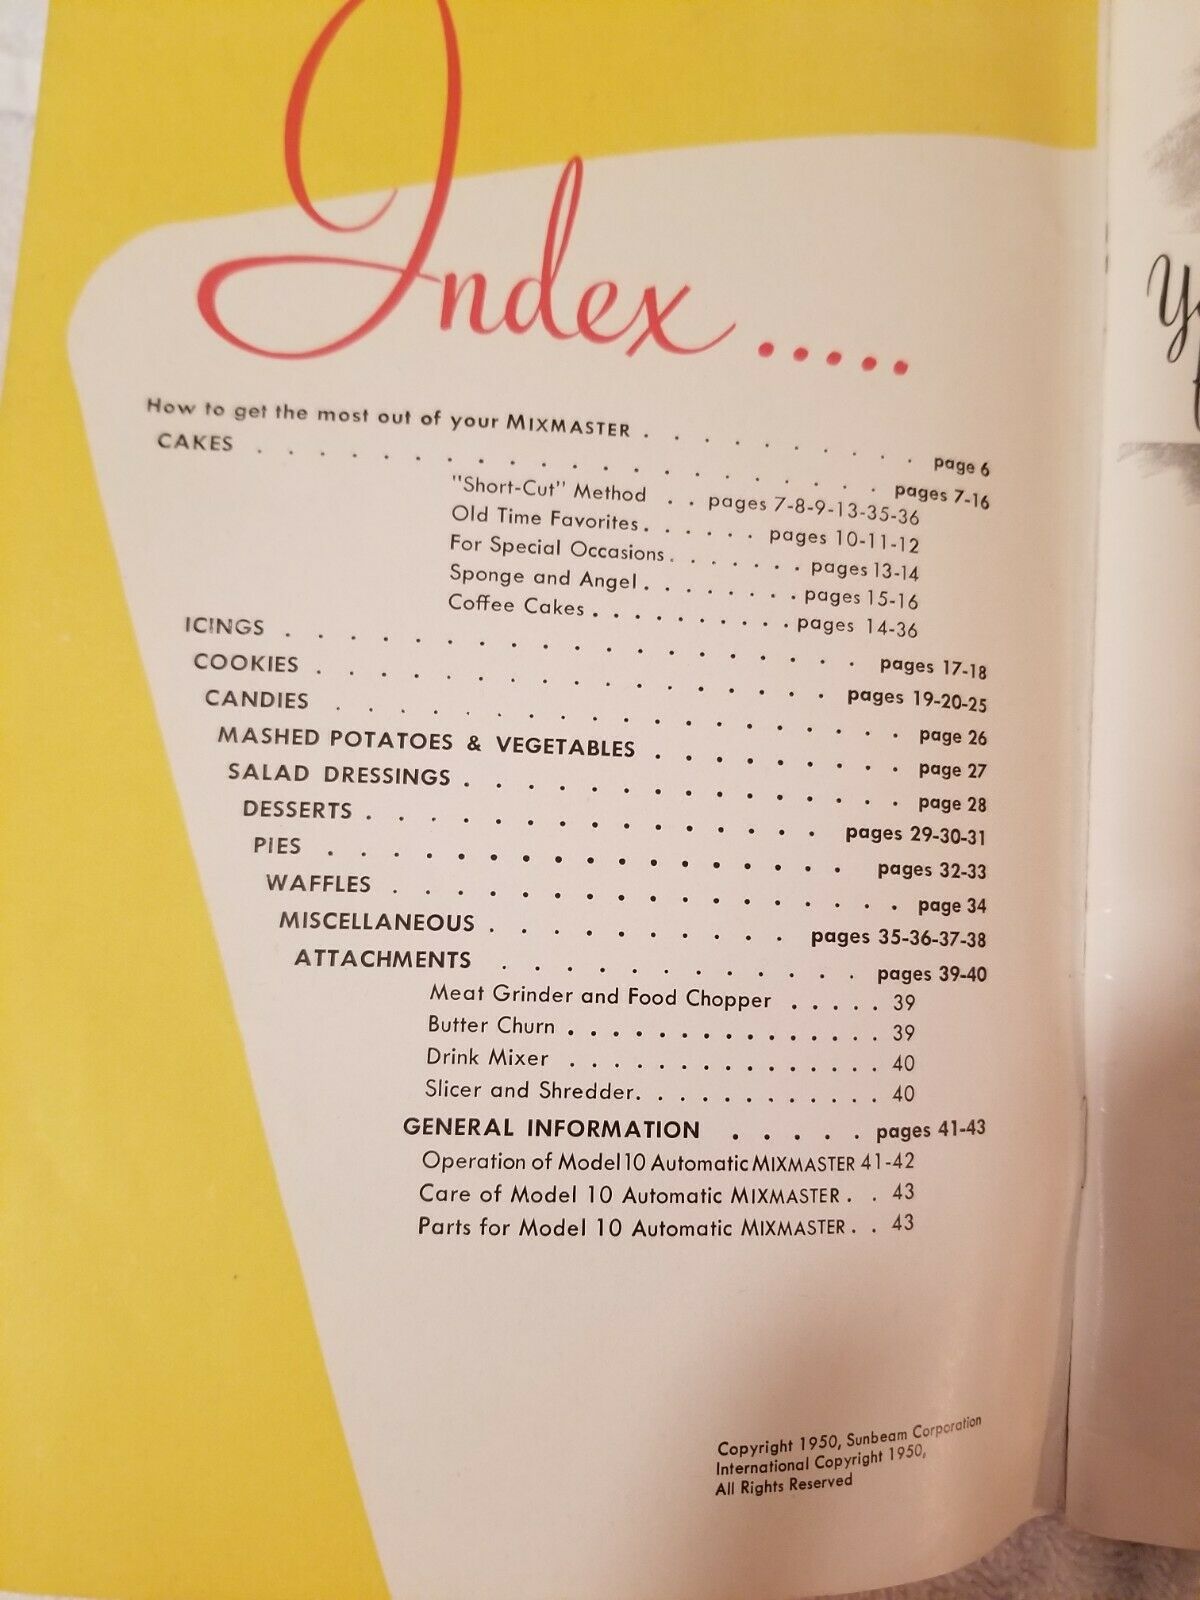 Index.....
How to get the most out of your MIXMASTER . . . . . . . . . . page 6
CAKES . . . . . . . . . . . . . . . . . . . . pages 7-16
"Short-Cut" Method . . pages 7-8-9-13-35-36
Old Time Favorites. . . . . . . pages 10-11-12
For Special Occasions. . . . . . . pages 13-14
Sponge and Angel. . . . . . . . pages 15-16
Coffee Cakes . . . . . . . . . . pages 14-36
ICINGS . . . . . . . . . . . . . . . . . . pages 17-18
COOKIES . . . . . . . . . . . . . . . . pages 19-20-25
CANDIES . . . . . . . . . . . . . . . . . . page 26
MASHED POTATOES & VEGETABLES . . . . . . . . page 27
SALAD DRESSINGS . . . . . . . . . . . . . . page 28
DESSERTS . . . . . . . . . . . . . . . pages 29-30-31
PIES . . . . . . . . . . . . . . . . pages 32-33
WAFFLES . . . . . . . . . . . . . . . . page 34
MISCELLANEOUS . . . . . . . . . . pages 35-36-37-38
ATTACHMENTS . . . . . . . . . . . . pages 39-40
Meat Grinder and Food Chopper . . . . . 39
Butter Churn . . . . . . . . . . . . . . 39
Drink Mixer . . . . . . . . . . . . . . 40
Slicer and Shredder. . . . . . . . . . . . 40
GENERAL INFORMATION . . . . . pages 41-43
Operation of Model 10 Automatic MIXMASTER 41-42
Care of Model 10 Automatic MIXMASTER . . 43
Parts for Model 10 Automatic MIXMASTER . . 43
Copyright 1950, Sunbeam Corporation
International Copyright 1950,
All Rights Reserved